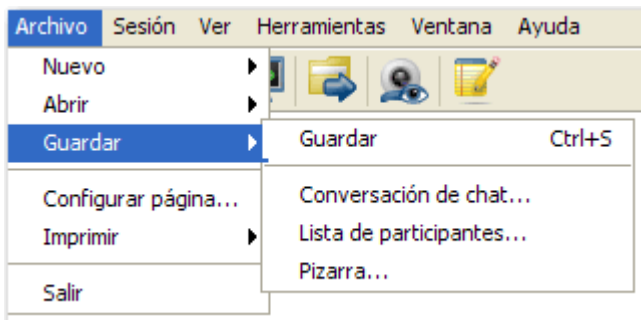 Archivo Sesión Ver Herramientas Ventana Ayuda
Nuevo
Abrir
Guardar
Guardar Ctrl+S
Configurar página...
Conversación de chat...
Imprimir
Lista de participantes...
Pizarra...
Salir